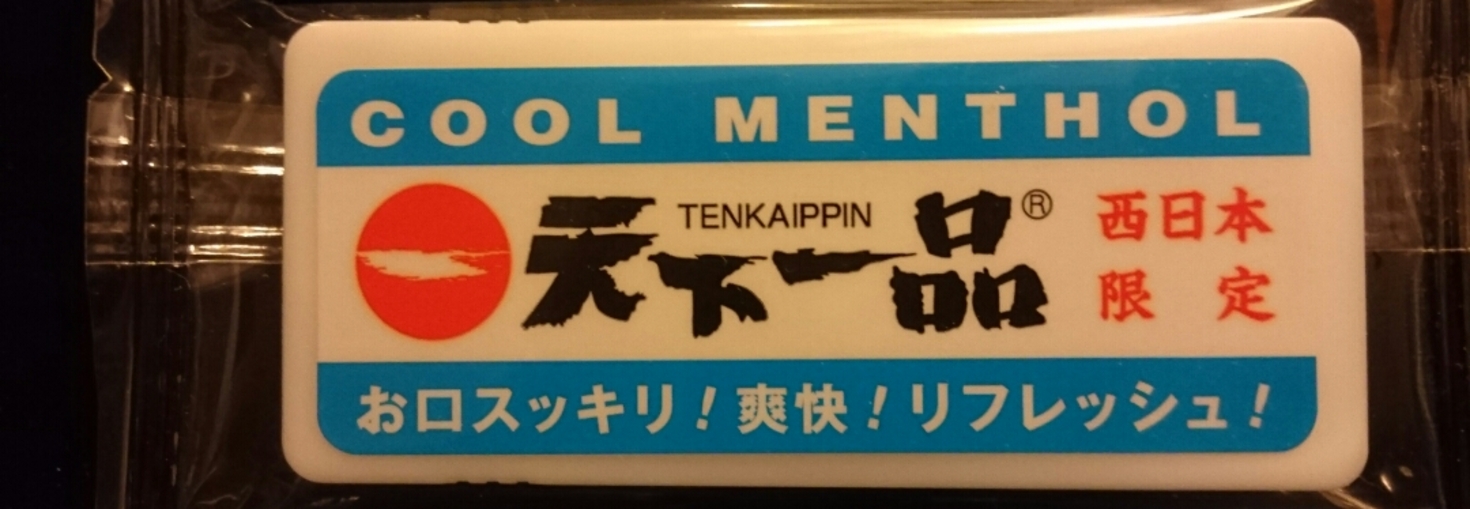 COOL MENTHOL
TENKAIPPIN
天下一品®
西日本
限定
お口スッキリ！爽快！リフレッシュ！